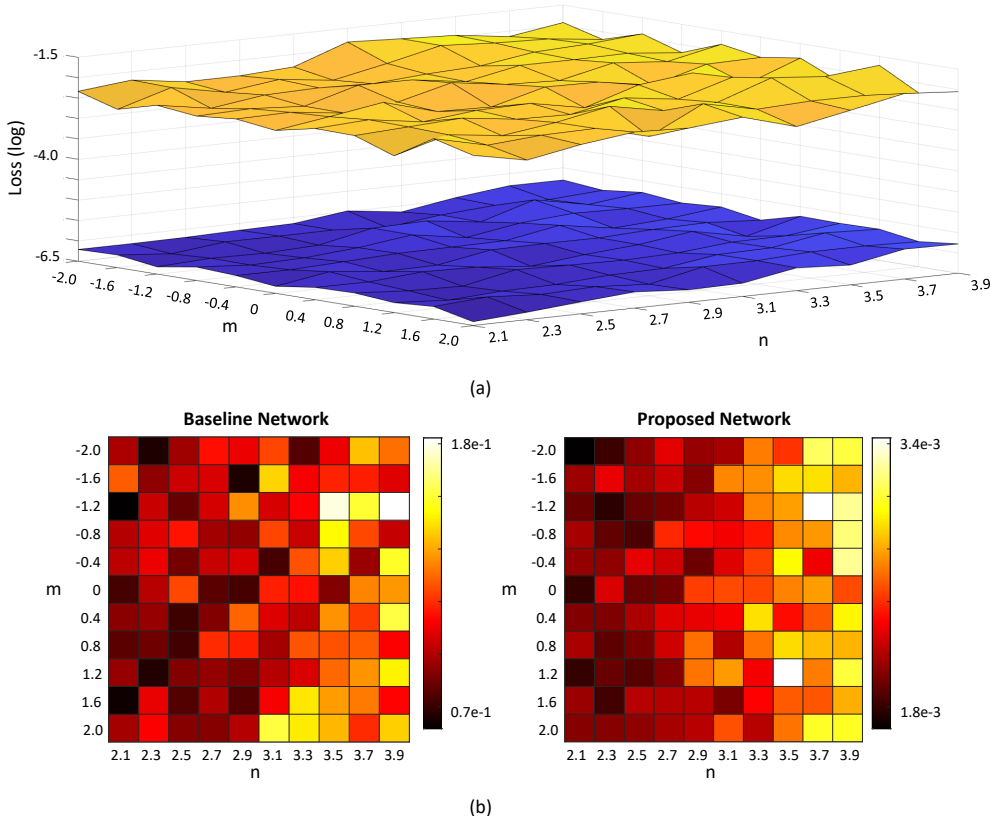 -1.5
-4.0
-6.5
Loss (log)
-2.0 -1.6 -1.2 -0.8 -0.4 0 0.4 0.8 1.2 1.6 2.0
m
2.1 2.3 2.5 2.7 2.9 3.1 3.3 3.5 3.7 3.9
n
(a)
Baseline Network
-2.0
-1.6
-1.2
-0.8
-0.4
0
0.4
0.8
1.2
1.6
2.0
m
2.1 2.3 2.5 2.7 2.9 3.1 3.3 3.5 3.7 3.9
n
1.8e-1
0.7e-1
Proposed Network
-2.0
-1.6
-1.2
-0.8
-0.4
0
0.4
0.8
1.2
1.6
2.0
m
2.1 2.3 2.5 2.7 2.9 3.1 3.3 3.5 3.7 3.9
n
3.4e-3
1.8e-3
(b)